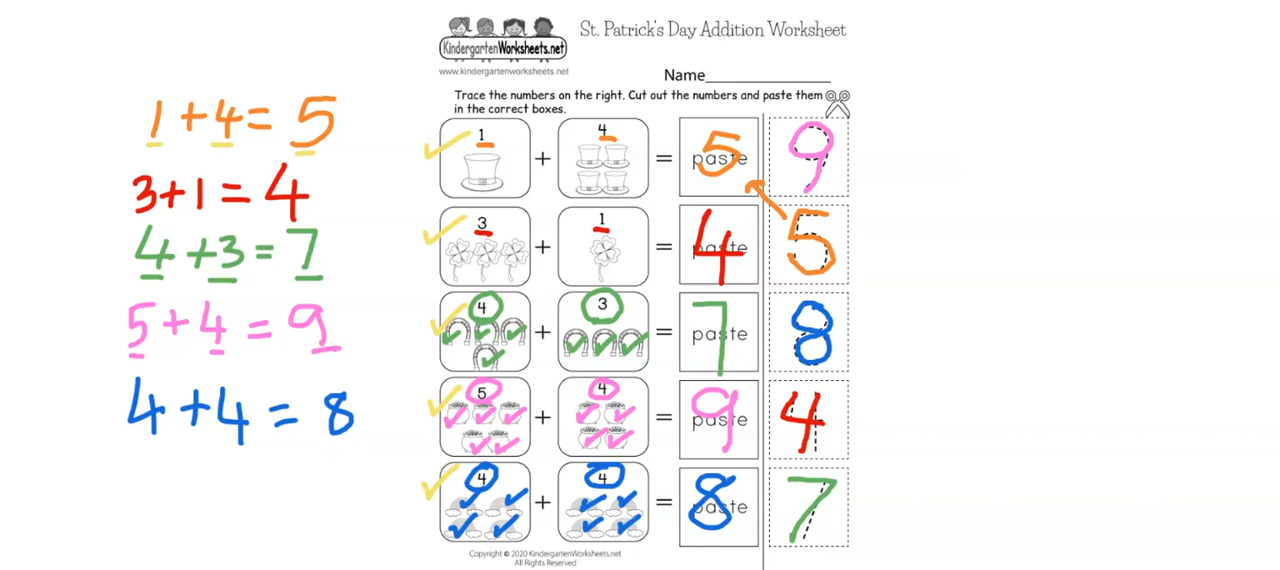 KindergartenWorksheets.net
www.kindergartenworksheets.net
St. Patrick's Day Addition Worksheet
Name
Trace the numbers on the right. Cut out the numbers and paste them
in the correct boxes.
1 + 4 = 5
3 + 1 = 4
4 + 3 = 7
5 + 4 = 9
4 + 4 = 8
1 + 4 = paste 5 9
3 + 1 = paste 4 5
4 + 3 = paste 7 8
5 + 4 = paste 9 4
4 + 4 = paste 8 7
Copyright © 2020 KindergartenWorksheets.net
All Rights Reserved